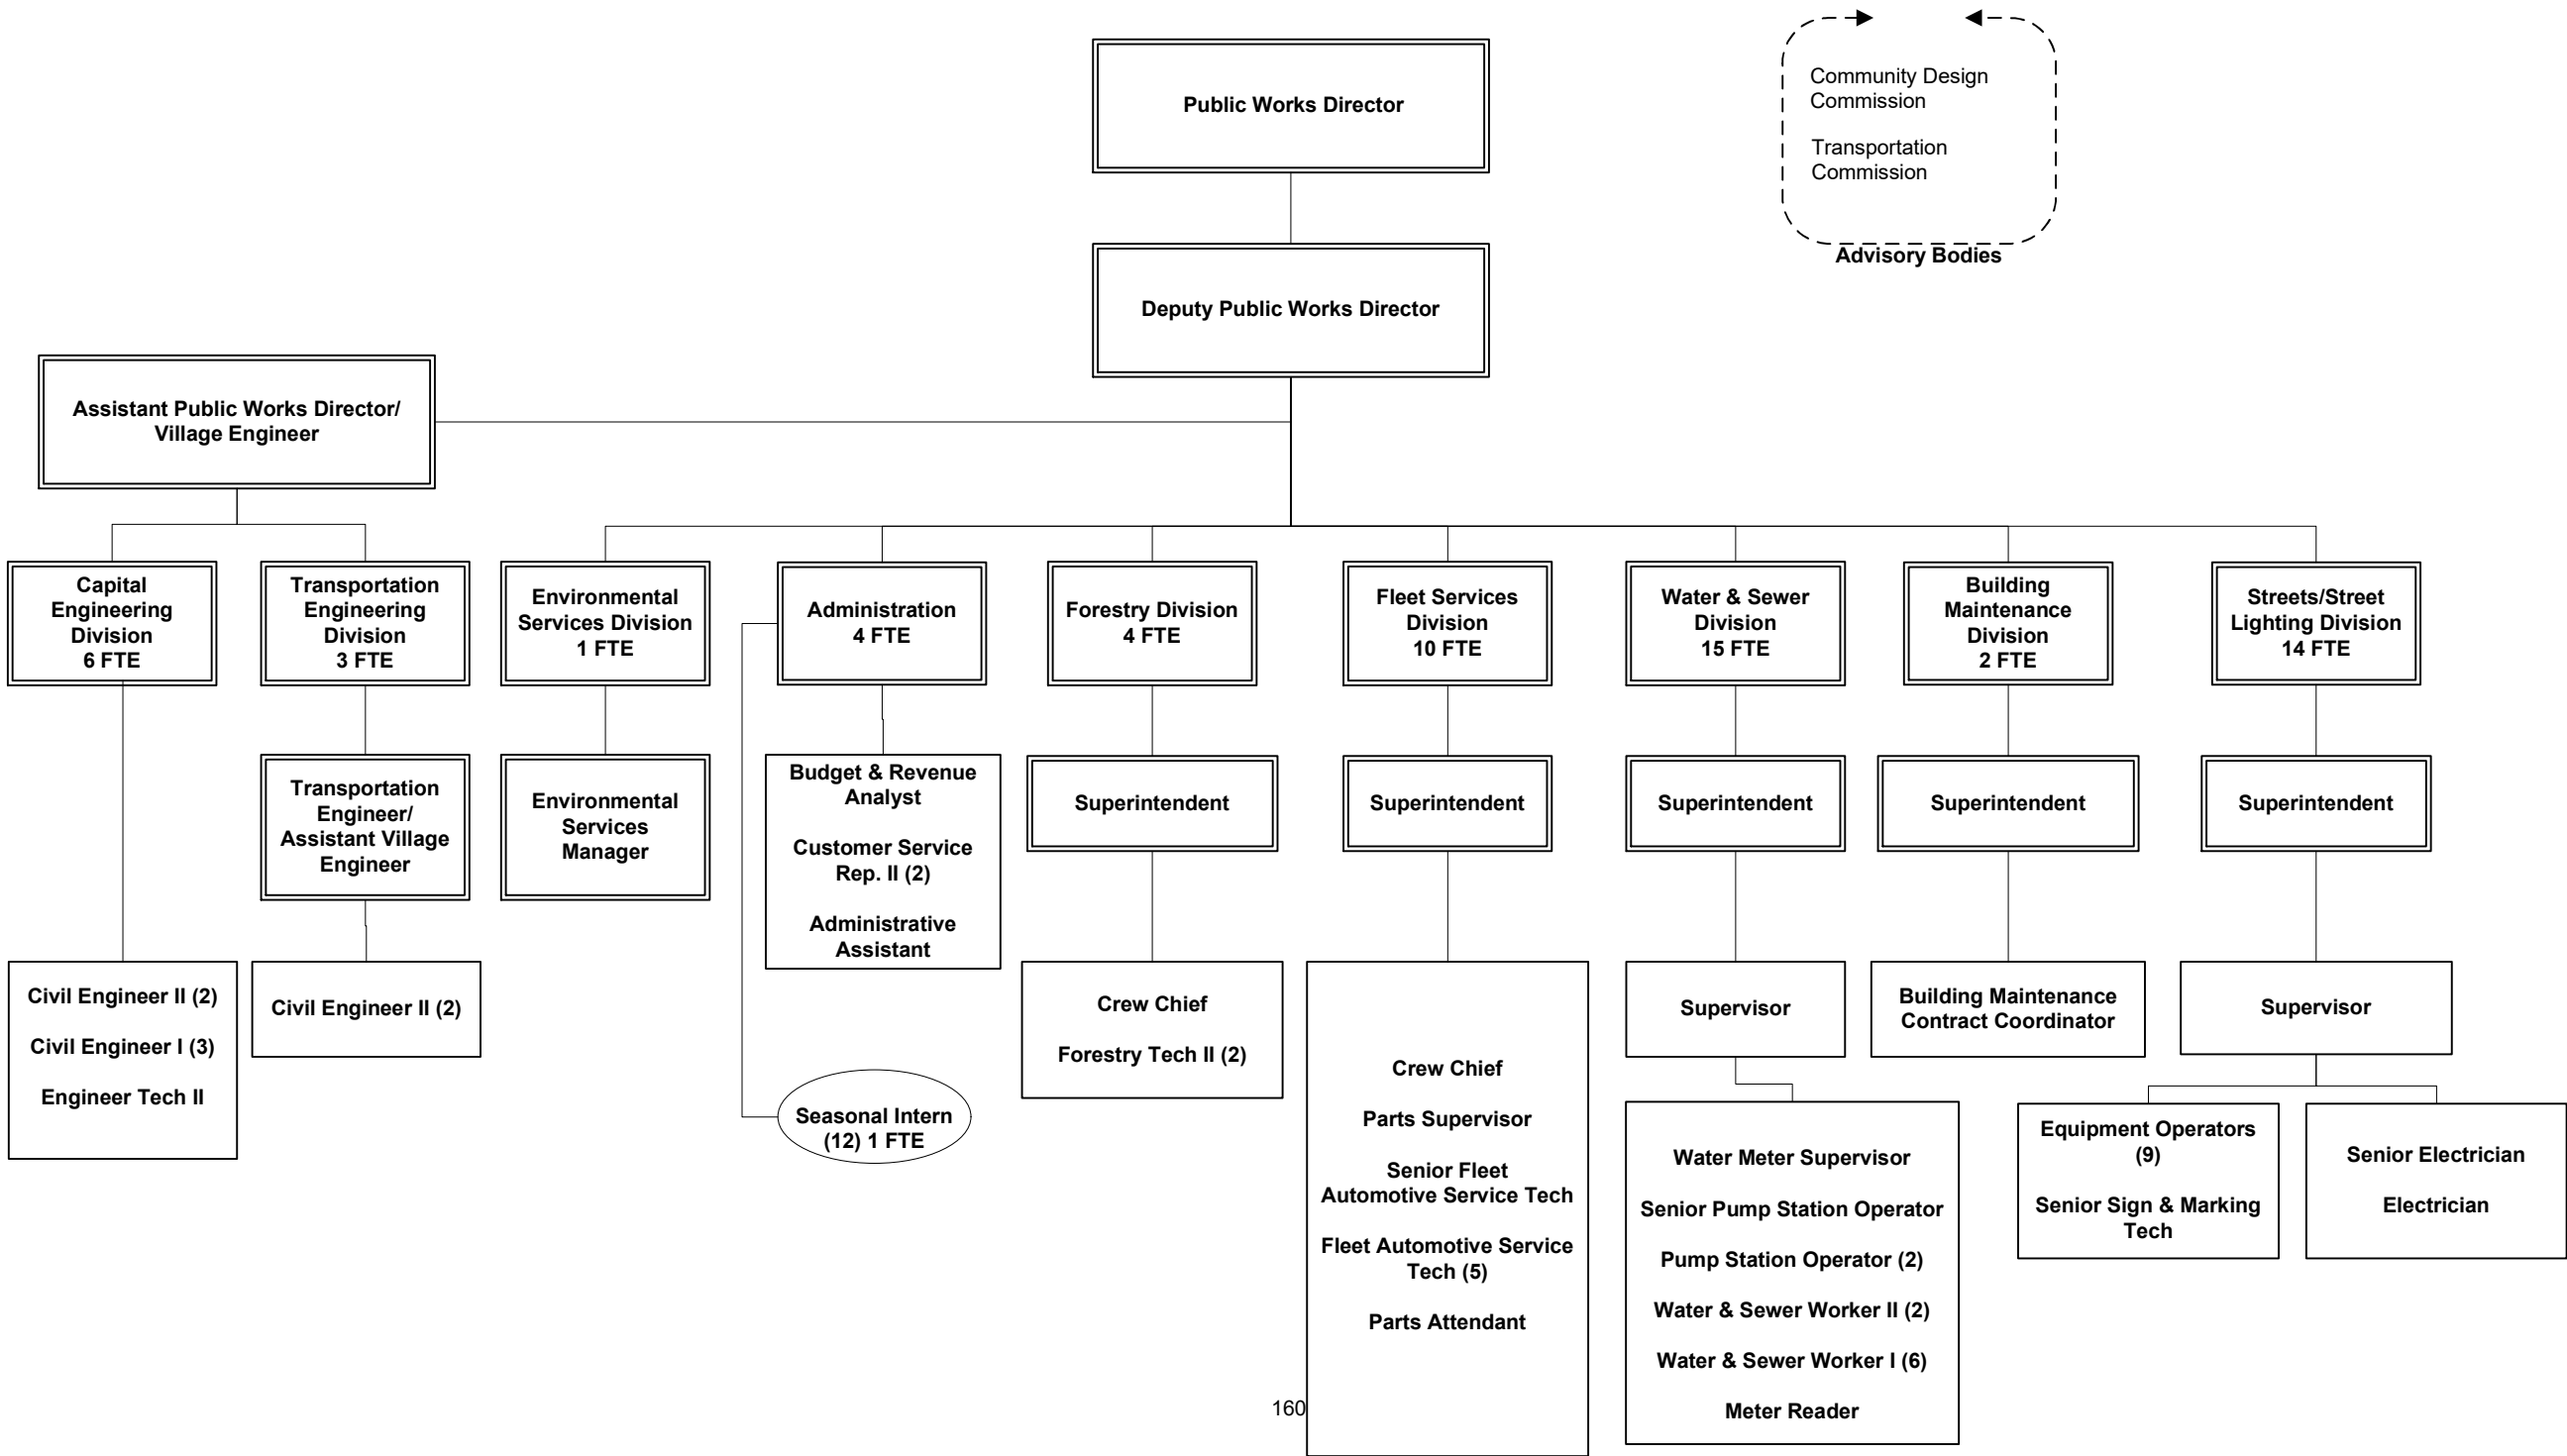 Public Works Director
Community Design
Commission
Transportation
Commission
Advisory Bodies
Deputy Public Works Director
Assistant Public Works Director/
Village Engineer
Capital
Engineering
Division
6 FTE
Transportation
Engineering
Division
3 FTE
Environmental
Services Division
1 FTE
Administration
4 FTE
Forestry Division
4 FTE
Fleet Services
Division
10 FTE
Water & Sewer
Division
15 FTE
Building
Maintenance
Division
2 FTE
Streets/Street
Lighting Division
14 FTE
Transportation
Engineer/
Assistant Village
Engineer
Environmental
Services
Manager
Budget & Revenue
Analyst
Customer Service
Rep. II (2)
Administrative
Assistant
Superintendent
Superintendent
Superintendent
Superintendent
Superintendent
Civil Engineer II (2)
Civil Engineer I (3)
Engineer Tech II
Civil Engineer II (2)
Seasonal Intern
(12) 1 FTE
Crew Chief
Forestry Tech II (2)
Crew Chief
Parts Supervisor
Senior Fleet
Automotive Service Tech
Fleet Automotive Service
Tech (5)
Parts Attendant
Supervisor
Water Meter Supervisor
Senior Pump Station Operator
Pump Station Operator (2)
Water & Sewer Worker II (2)
Water & Sewer Worker I (6)
Meter Reader
Building Maintenance
Contract Coordinator
Supervisor
Equipment Operators
(9)
Senior Sign & Marking
Tech
Senior Electrician
Electrician
160